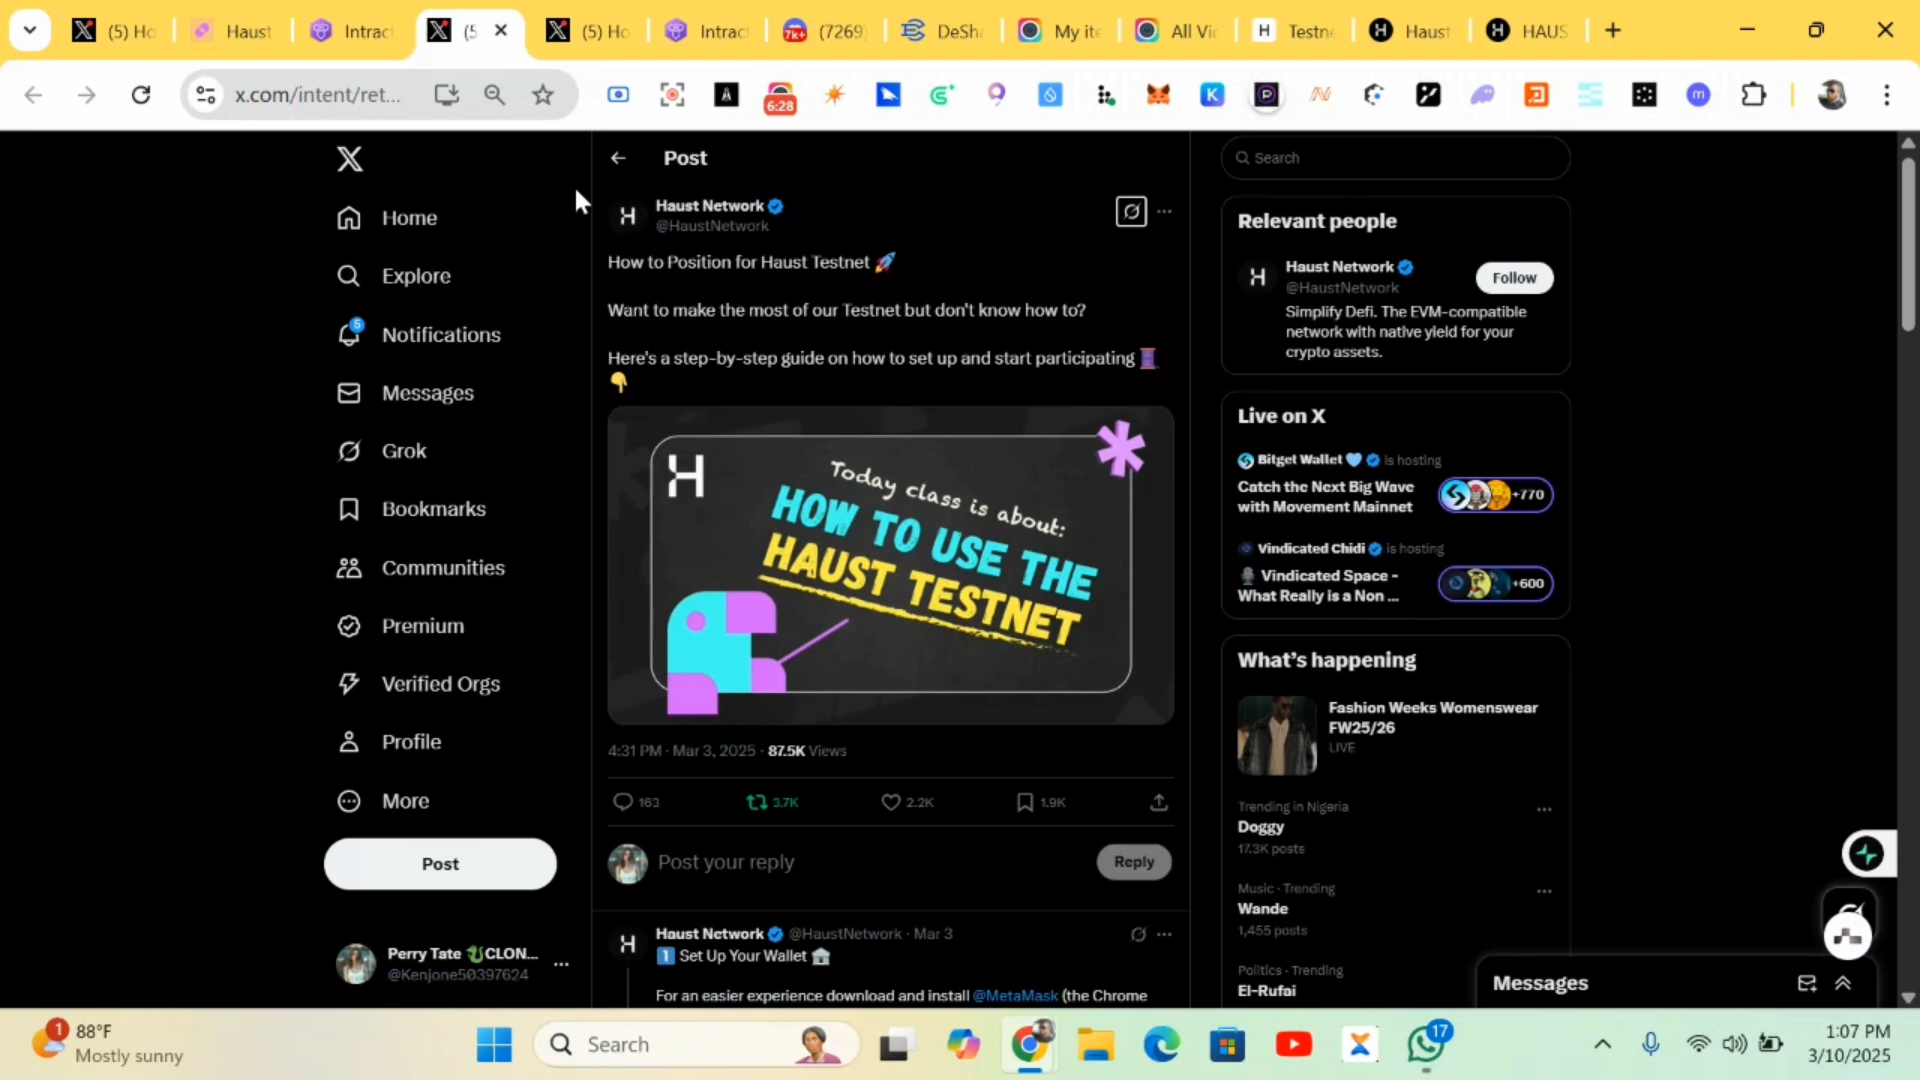 (5) Ho
Haust
Intrac
(5
(5) Ho
Intrac
(7269
DeSha
My ite
All Vi
Testne
Haust
HAUS
x.com/intent/ret...
6:28
Post
Search
Home
Explore
Notifications
Messages
Grok
Bookmarks
Communities
Premium
Verified Orgs
Profile
More
Post
Perry Tate 🐉CLON...
@Kenjone50397624
Haust Network
@HaustNetwork
How to Position for Haust Testnet 🚀
Want to make the most of our Testnet but don't know how to?
Here's a step-by-step guide on how to set up and start participating 🧵
👇
Today class is about:
HOW TO USE THE
HAUST TESTNET
4:31 PM · Mar 3, 2025 · 87.5K Views
163
3.7K
2.2K
1.9K
Post your reply
Reply
Haust Network @HaustNetwork · Mar 3
1️⃣ Set Up Your Wallet 🏦
For an easier experience download and install @MetaMask (the Chrome
Relevant people
Haust Network
Follow
@HaustNetwork
Simplify Defi. The EVM-compatible
network with native yield for your
crypto assets.
Live on X
Bitget Wallet 🩵 is hosting
Catch the Next Big Wave
with Movement Mainnet
+770
Vindicated Chidi is hosting
🎙️ Vindicated Space -
What Really is a Non ...
+600
What's happening
Fashion Weeks Womenswear
FW25/26
LIVE
Trending in Nigeria
Doggy
17.3K posts
Music · Trending
Wande
1,455 posts
Politics · Trending
El-Rufai
Messages
1
88°F
Mostly sunny
Search
17
1:07 PM
3/10/2025